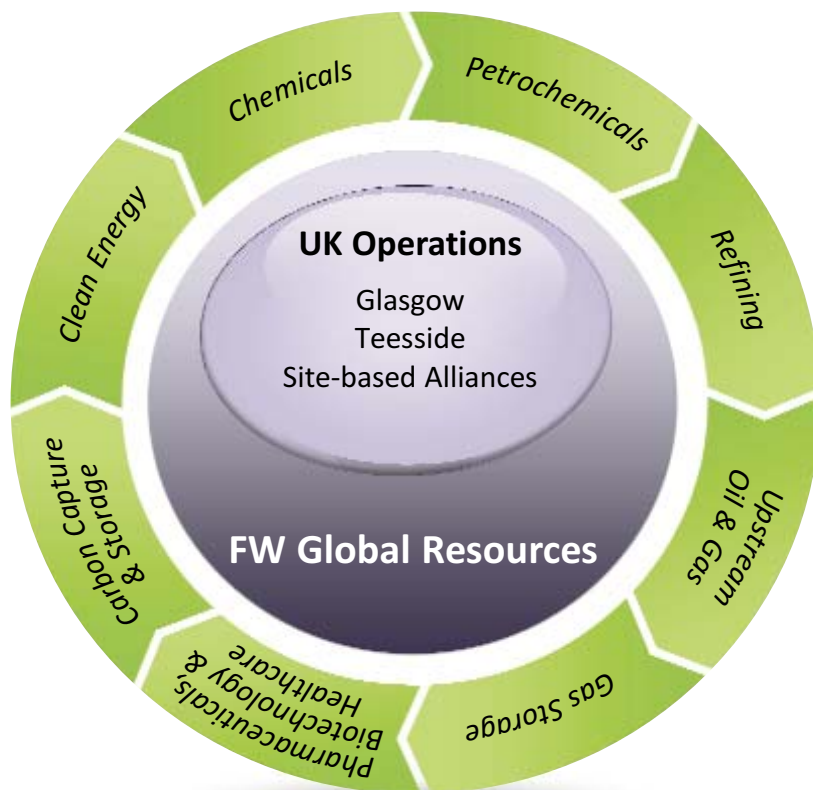 Chemicals
Petrochemicals
Refining
Upstream
Oil & Gas
Gas Storage
Pharmaceuticals,
Biotechnology &
Healthcare
Carbon Capture
& Storage
Clean Energy
UK Operations
Glasgow
Teesside
Site-based Alliances
FW Global Resources